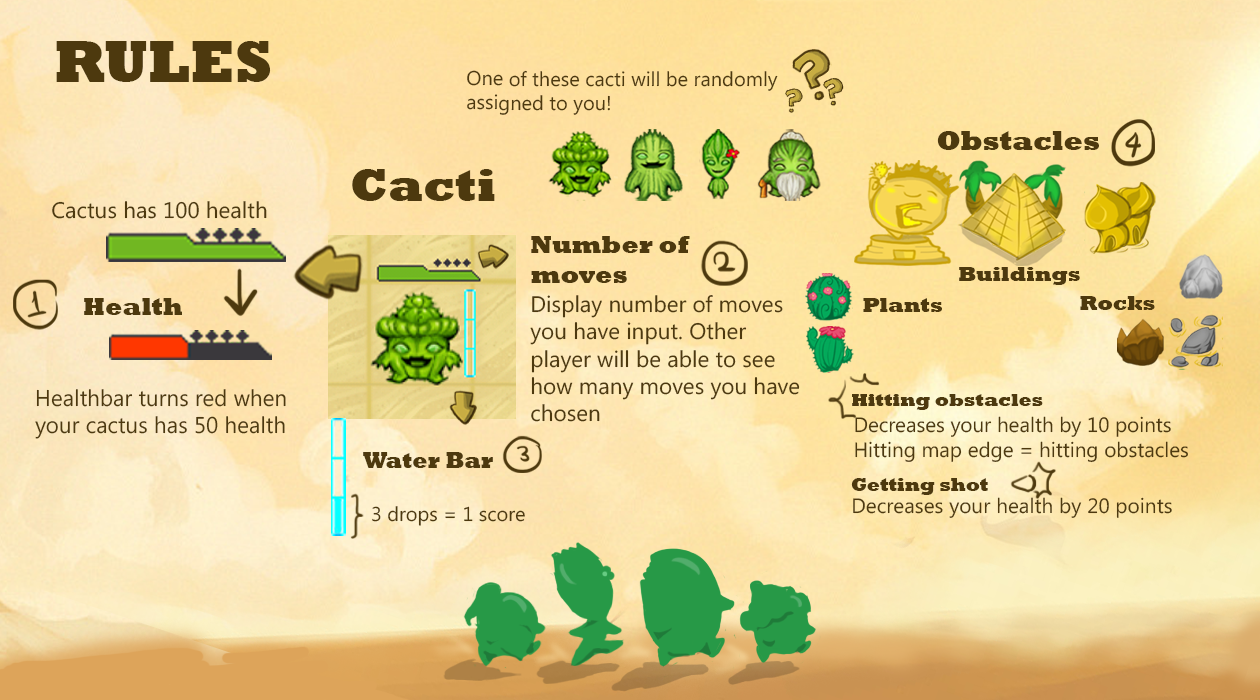 RULES
One of these cacti will be randomly
assigned to you!
???
Cacti
Cactus has 100 health
1
Health
Healthbar turns red when
your cactus has 50 health
Number of
moves
2
Display number of moves
you have input. Other
player will be able to see
how many moves you have
chosen
Water Bar
3
3 drops = 1 score
Obstacles
4
Buildings
Plants
Rocks
Hitting obstacles
Decreases your health by 10 points
Hitting map edge = hitting obstacles
Getting shot
Decreases your health by 20 points